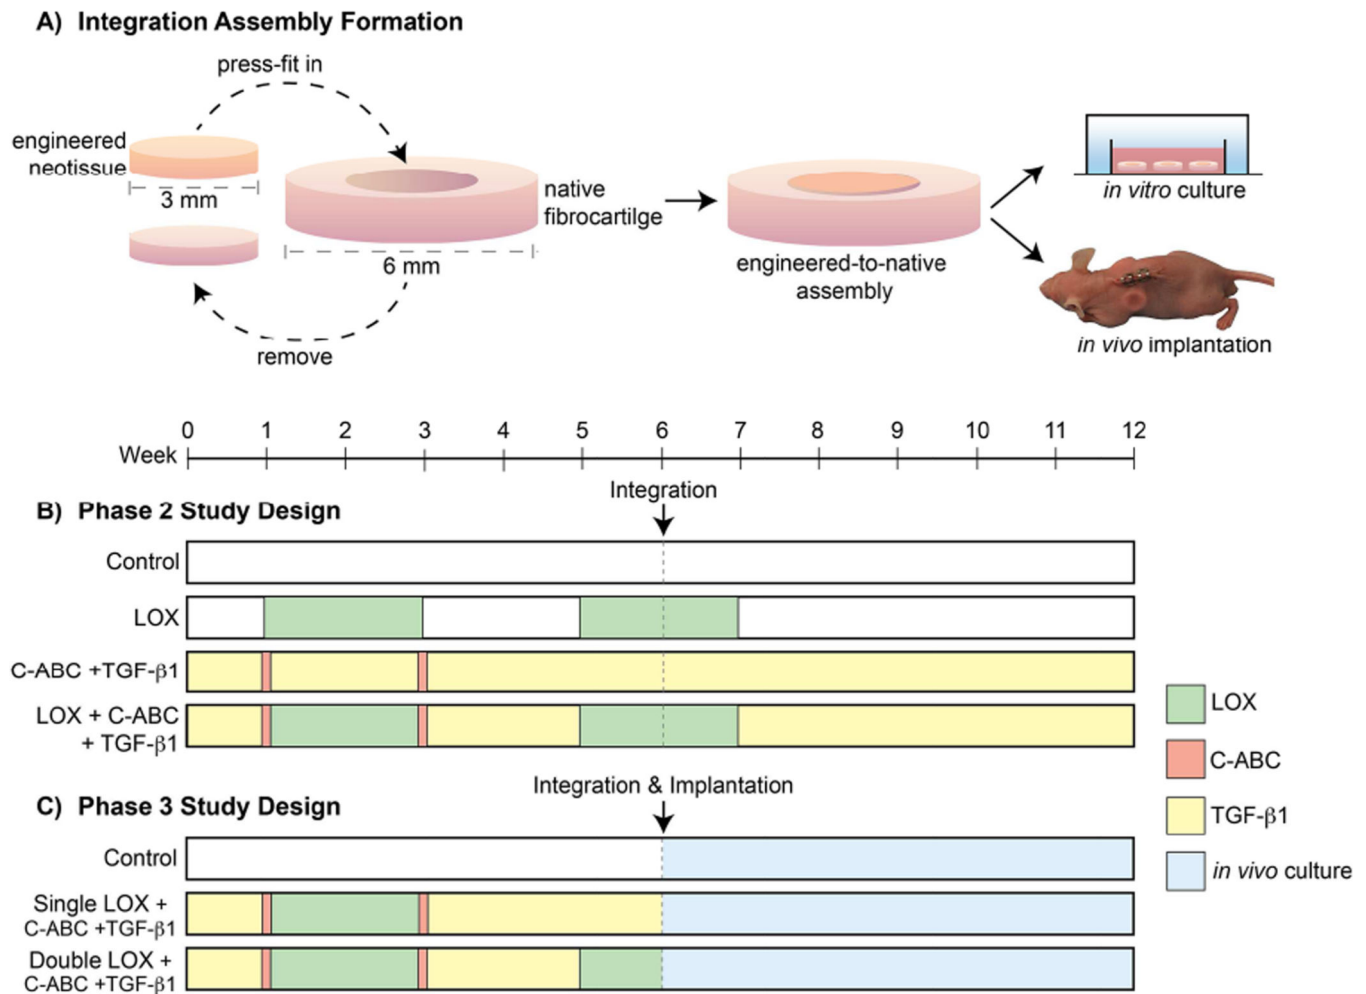 A) Integration Assembly Formation
press-fit in
engineered
neotissue
3 mm
native
fibrocartilge
6 mm
remove
engineered-to-native
assembly
in vitro culture
in vivo implantation
0 1 2 3 4 5 6 7 8 9 10 11 12
Week
Integration
B) Phase 2 Study Design
Control
LOX
C-ABC +TGF-β1
LOX + C-ABC
+ TGF-β1
Integration & Implantation
C) Phase 3 Study Design
Control
Single LOX +
C-ABC +TGF-β1
Double LOX +
C-ABC +TGF-β1
LOX
C-ABC
TGF-β1
in vivo culture